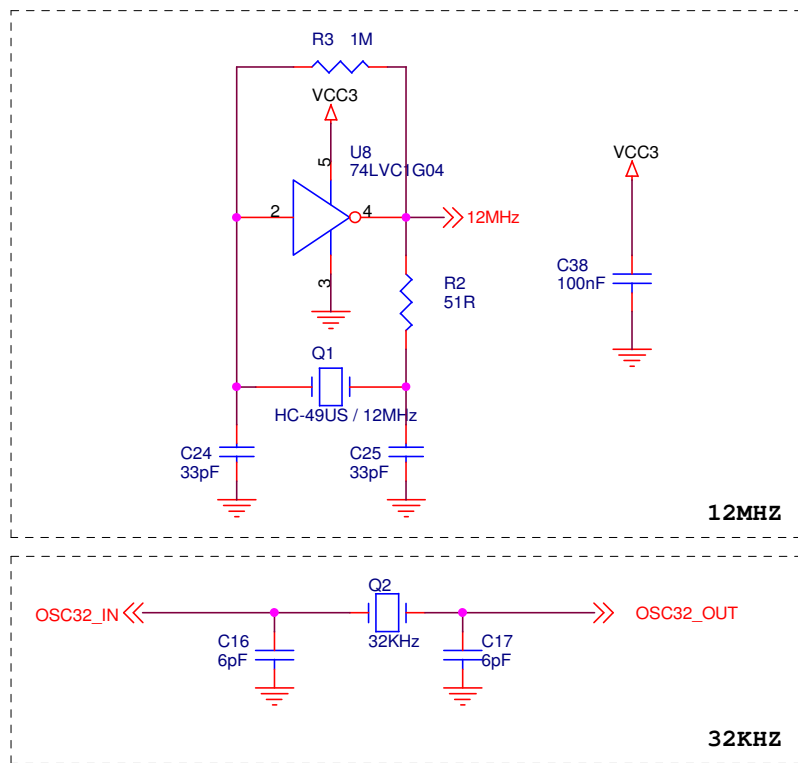 R3 1M
VCC3
U8
74LVC1G04
5
2
4
3
12MHz
VCC3
C38
100nF
R2
51R
Q1
HC-49US / 12MHz
C24
33pF
C25
33pF
12MHZ
Q2
32KHz
OSC32_IN
OSC32_OUT
C16
6pF
C17
6pF
32KHZ